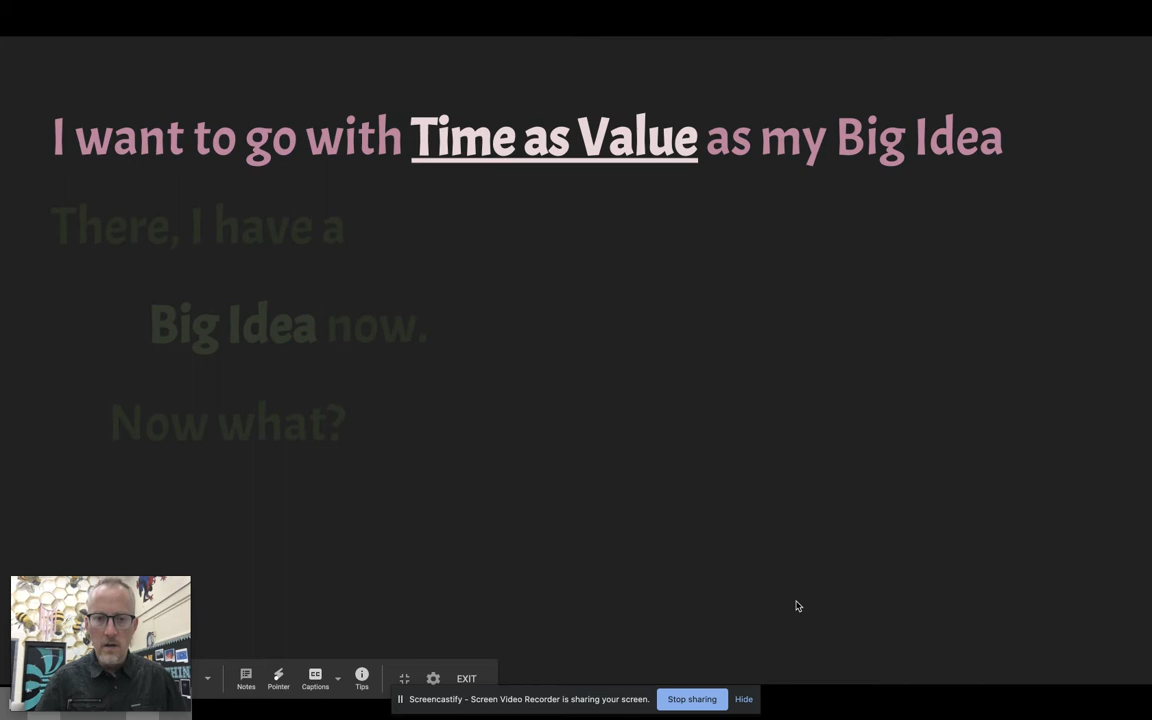 I want to go with Time as Value as my Big Idea
There, I have a
Big Idea now.
Now what?
Notes
Pointer
Captions
Tips
EXIT
Screencastify - Screen Video Recorder is sharing your screen.
Stop sharing
Hide